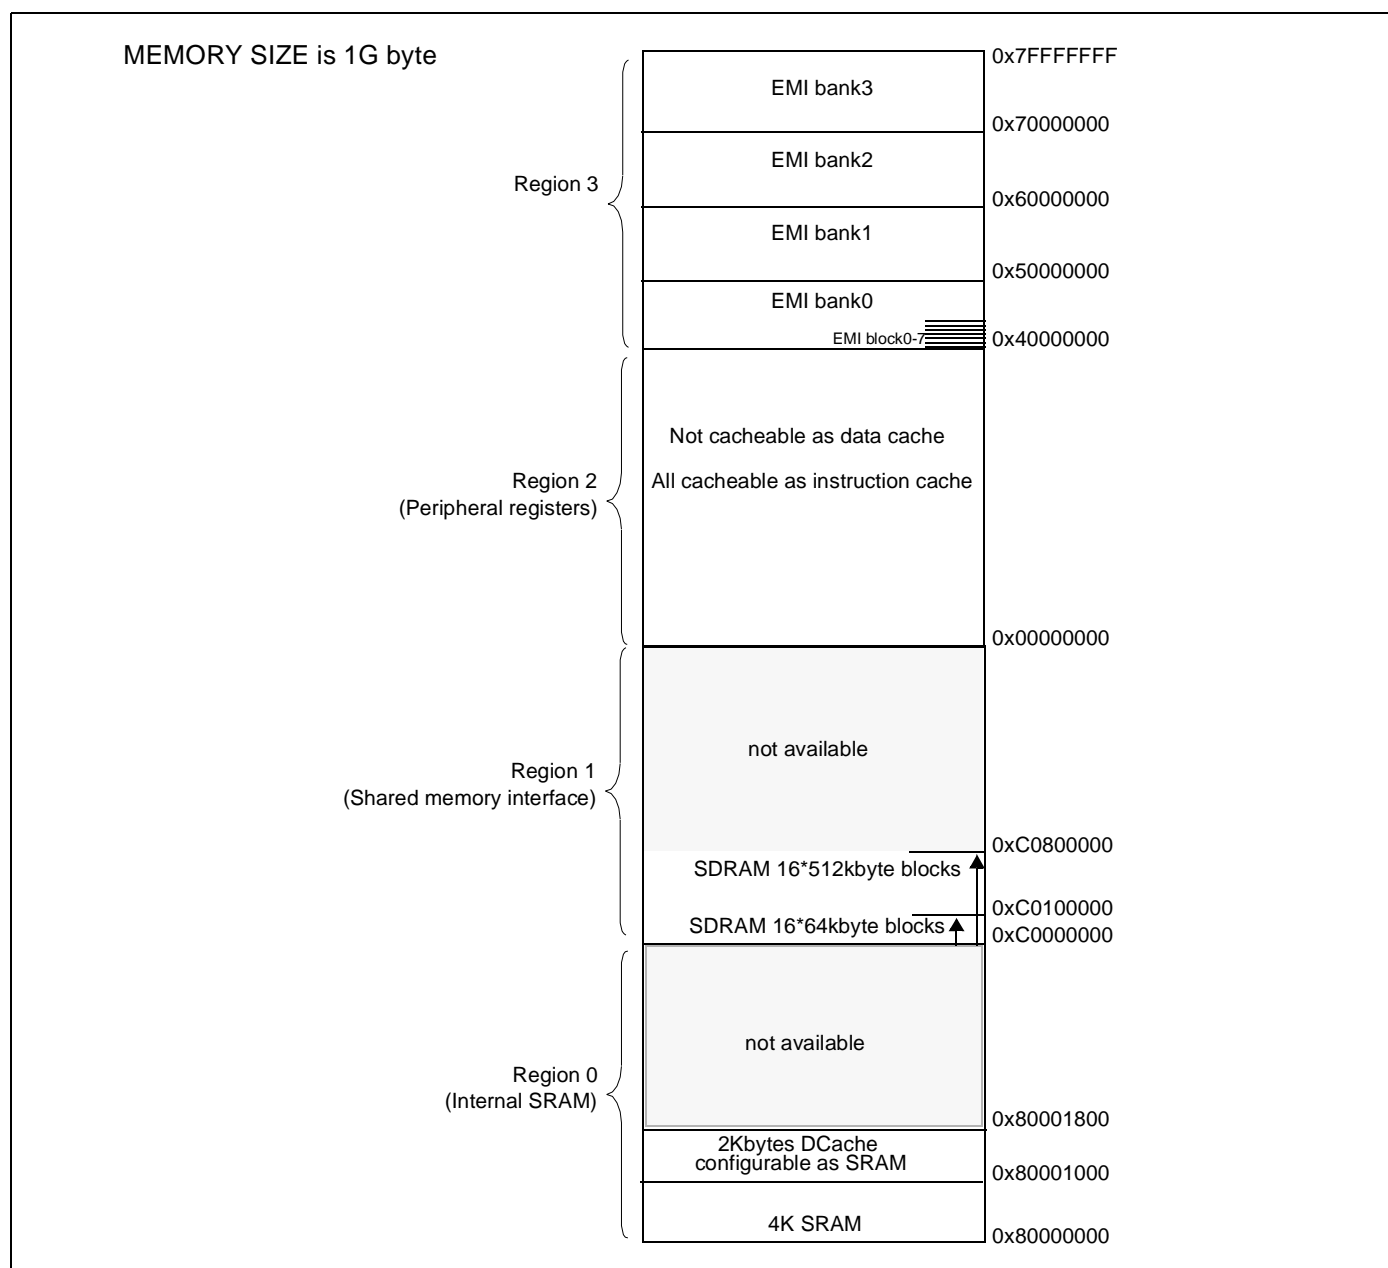 MEMORY SIZE is 1G byte
0x7FFFFFFF
EMI bank3
0x70000000
EMI bank2
Region 3
0x60000000
EMI bank1
0x50000000
EMI bank0
EMI block0-7
0x40000000
Not cacheable as data cache
Region 2
All cacheable as instruction cache
(Peripheral registers)
0x00000000
not available
Region 1
(Shared memory interface)
0xC0800000
SDRAM 16*512kbyte blocks
0xC0100000
SDRAM 16*64kbyte blocks
0xC0000000
not available
Region 0
(Internal SRAM)
0x80001800
2Kbytes DCache
configurable as SRAM
0x80001000
4K SRAM
0x80000000